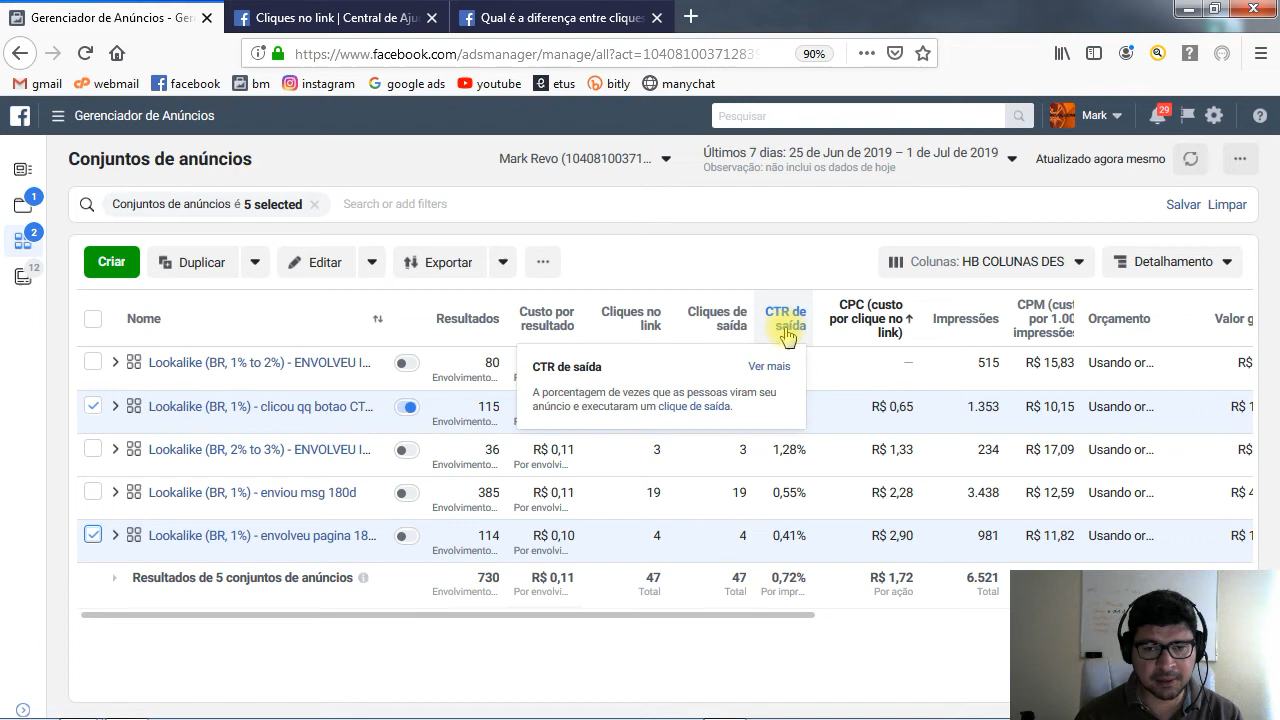 Gerenciador de Anúncios - Ger
Cliques no link | Central de Aju
Qual é a diferença entre cliques
https://www.facebook.com/adsmanager/manage/all?act=10408100371283
90%
gmail
webmail
facebook
bm
instagram
google ads
youtube
etus
bitly
manychat
Gerenciador de Anúncios
Pesquisar
Mark
29
Conjuntos de anúncios
Mark Revo (10408100371...
Últimos 7 dias: 25 de Jun de 2019 – 1 de Jul de 2019
Observação: não inclui os dados de hoje
Atualizado agora mesmo
1
2
12
Conjuntos de anúncios é 5 selected
Search or add filters
Salvar
Limpar
Criar
Duplicar
Editar
Exportar
Colunas: HB COLUNAS DES
Detalhamento
Nome
Resultados
Custo por resultado
Cliques no link
Cliques de saída
CTR de saída
CPC (custo por clique no link)
Impressões
CPM (cust por 1.00 impressões
Orçamento
Valor g
Lookalike (BR, 1% to 2%) - ENVOLVEU I...
80
Envolvimento...
—
515
R$ 15,83
Usando or...
R$
Lookalike (BR, 1%) - clicou qq botao CT...
115
Envolvimento...
R$ 0,65
1.353
R$ 10,15
Usando or...
R$ 1
Lookalike (BR, 2% to 3%) - ENVOLVEU I...
36
Envolvimento...
R$ 0,11
Por envolvi...
3
3
1,28%
R$ 1,33
234
R$ 17,09
Usando or...
R$
Lookalike (BR, 1%) - enviou msg 180d
385
Envolvimento...
R$ 0,11
Por envolvi...
19
19
0,55%
R$ 2,28
3.438
R$ 12,59
Usando or...
R$ 4
Lookalike (BR, 1%) - envolveu pagina 18...
114
Envolvimento...
R$ 0,10
Por envolvi...
4
4
0,41%
R$ 2,90
981
R$ 11,82
Usando or...
R$ 1
Resultados de 5 conjuntos de anúncios
730
Envolvimento...
R$ 0,11
Por envolvi...
47
Total
47
Total
0,72%
Por impr...
R$ 1,72
Por ação
6.521
Total
CTR de saída
Ver mais
A porcentagem de vezes que as pessoas viram seu
anúncio e executaram um clique de saída.